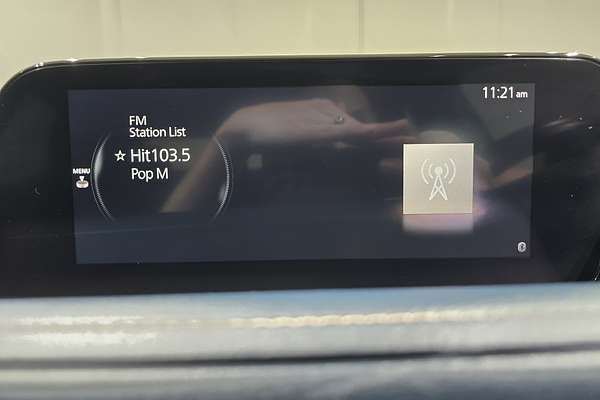 11:21 am
FM
Station List
☆ Hit103.5
Pop M
MENU